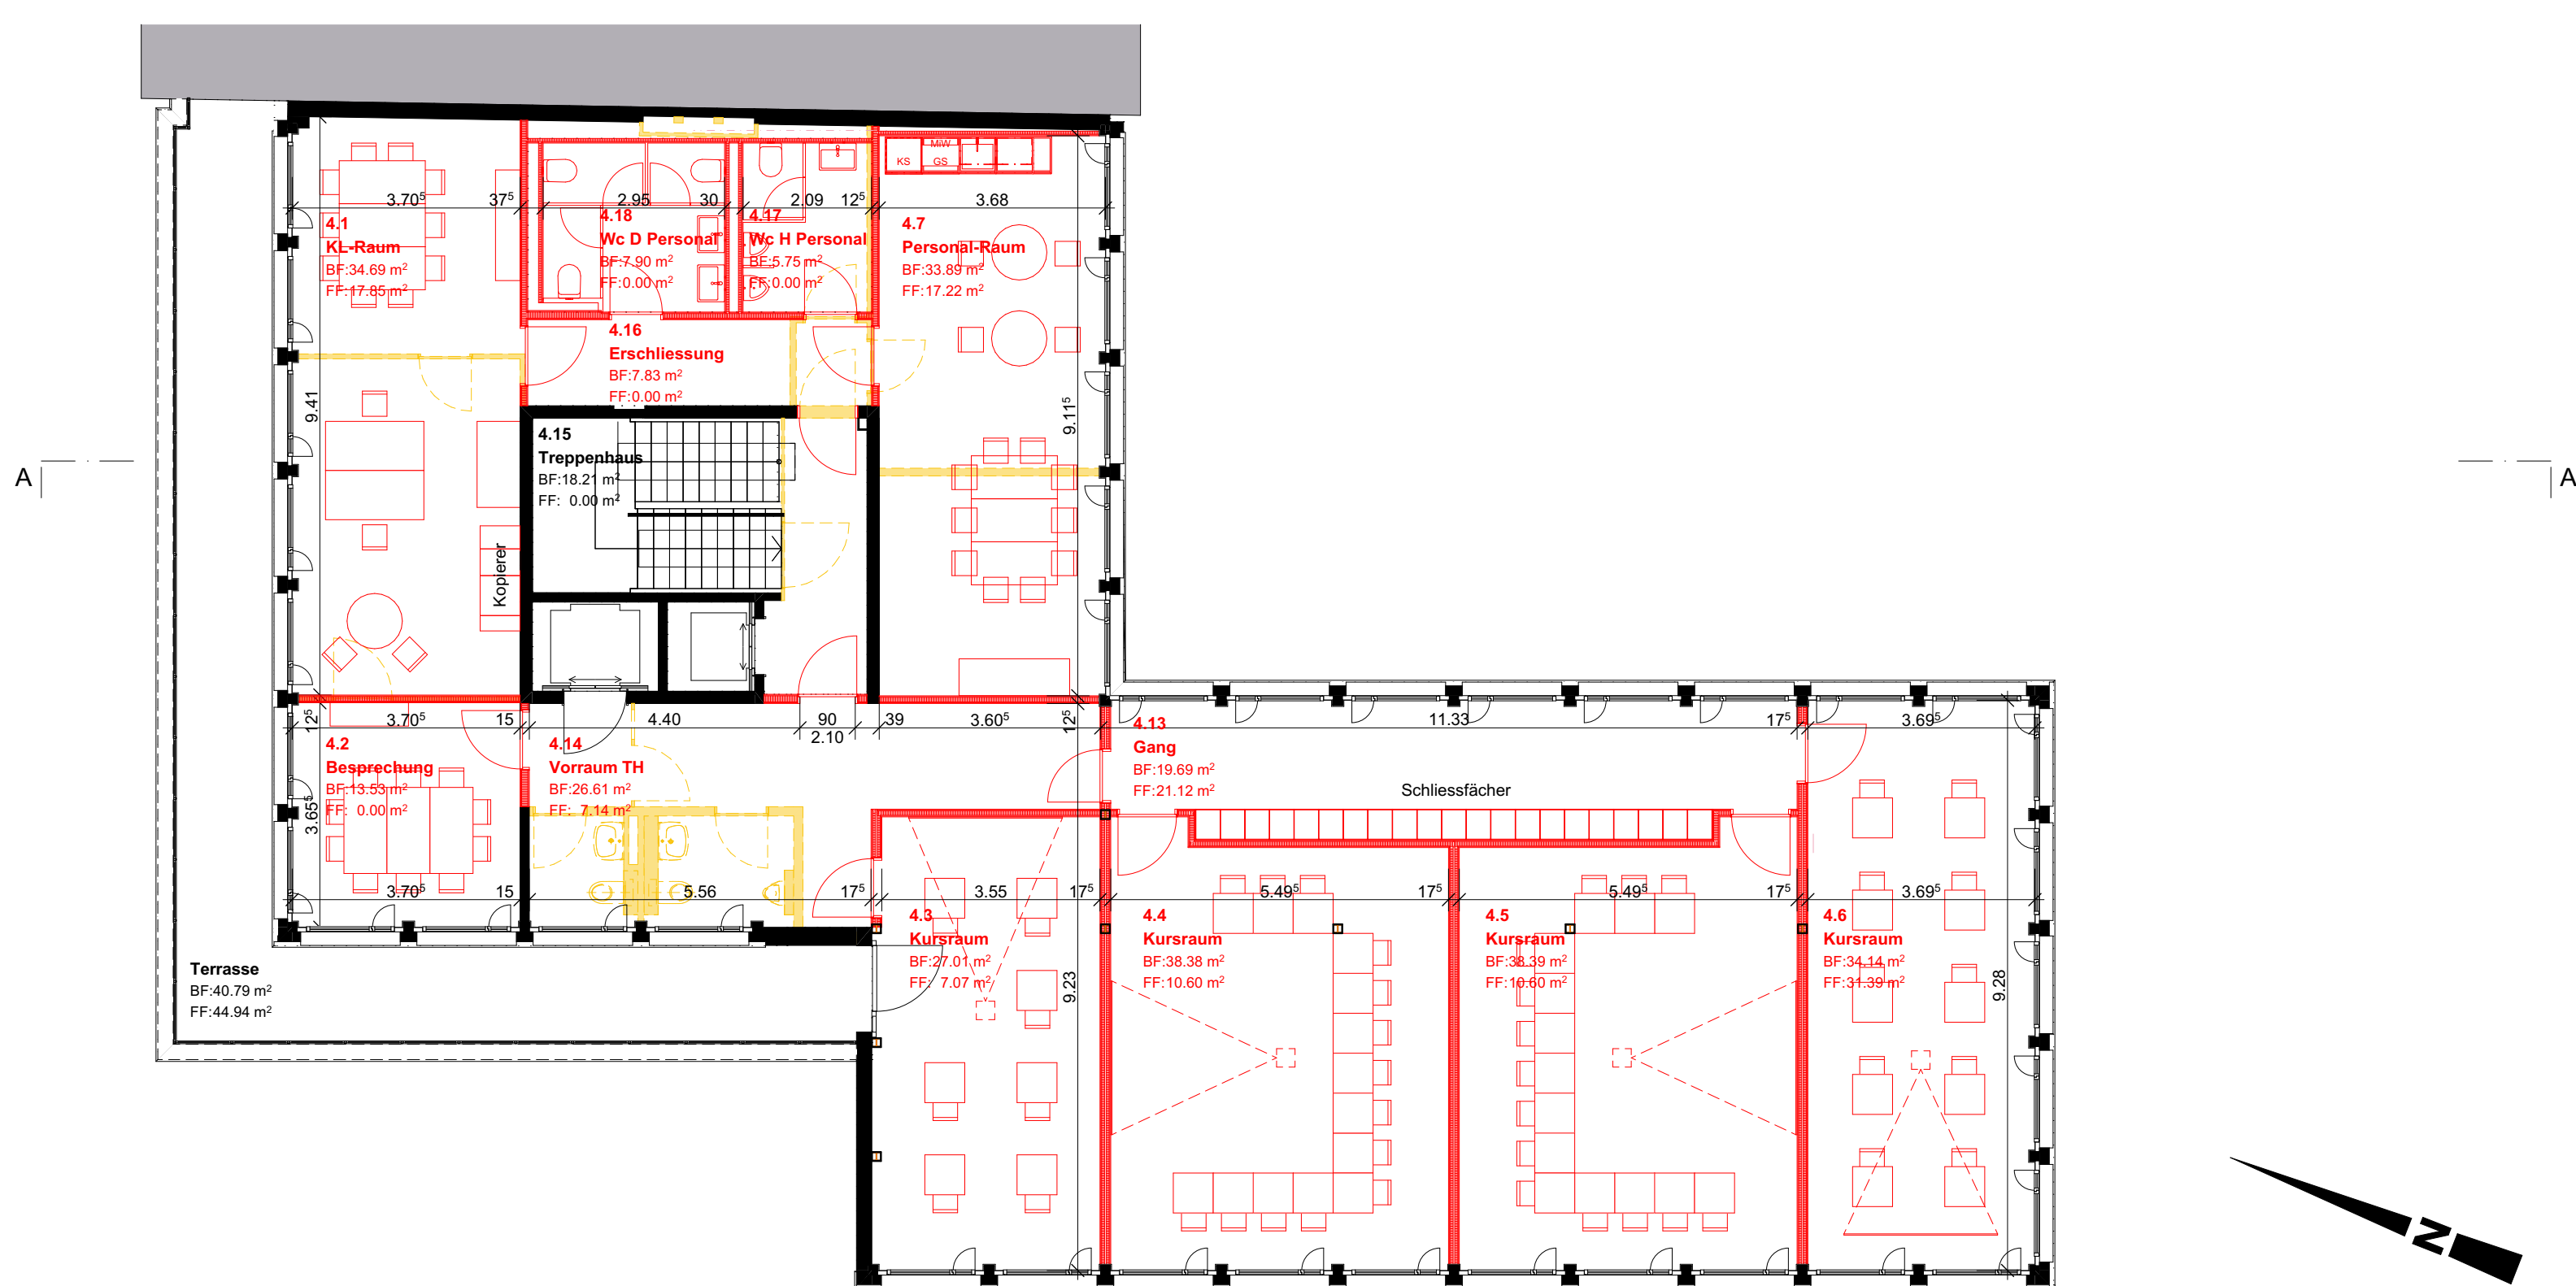 3.70⁵
37⁵
2.95
30
2.09
12⁵
3.68
KS
MiW
GS
4.1
KL-Raum
BF:34.69 m²
FF:17.85 m²
4.18
Wc D Personal
BF:7.90 m²
FF:0.00 m²
4.17
Wc H Personal
BF:5.75 m²
FF:0.00 m²
4.7
Personal-Raum
BF:33.89 m²
FF:17.22 m²
4.16
Erschliessung
BF:7.83 m²
FF:0.00 m²
9.41
9.11⁵
4.15
Treppenhaus
BF:18.21 m²
FF: 0.00 m²
A
A
Kopierer
12⁵
3.70⁵
15
4.40
90
2.10
39
3.60⁵
12⁵
11.33
17⁵
3.69⁵
4.2
Besprechung
BF:13.53 m²
FF: 0.00 m²
4.14
Vorraum TH
BF:26.61 m²
FF: 7.14 m²
4.13
Gang
BF:19.69 m²
FF:21.12 m²
Schliessfächer
3.65⁵
3.70⁵
15
5.56
17⁵
3.55
17⁵
5.49⁵
17⁵
5.49⁵
17⁵
3.69⁵
4.3
Kursraum
BF:27.01 m²
FF: 7.07 m²
4.4
Kursraum
BF:38.38 m²
FF:10.60 m²
4.5
Kursraum
BF:38.39 m²
FF:10.60 m²
4.6
Kursraum
BF:34.14 m²
FF:31.39 m²
Terrasse
BF:40.79 m²
FF:44.94 m²
9.23
9.28
N